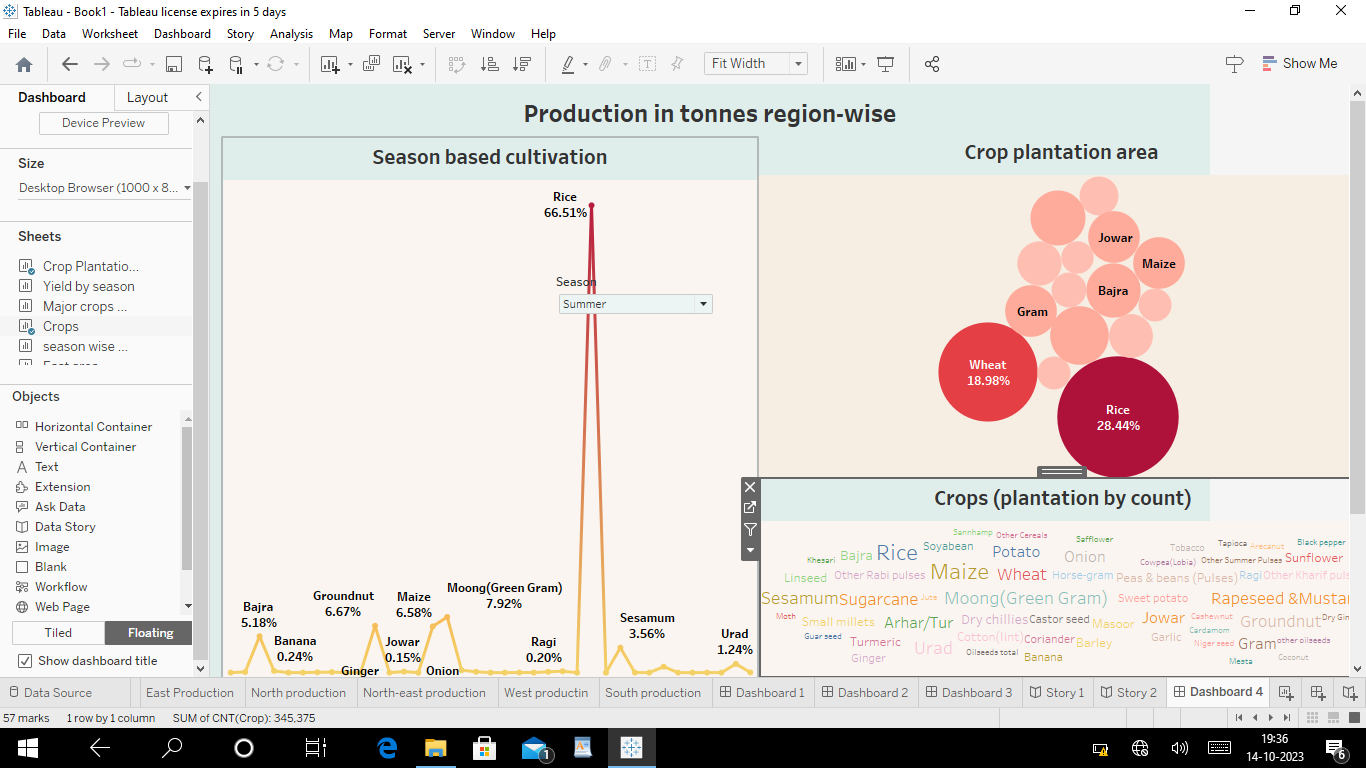 Tableau - Book1 - Tableau license expires in 5 days
File Data Worksheet Dashboard Story Analysis Map Format Server Window Help
Fit Width
Show Me
Dashboard Layout
Device Preview
Size
Desktop Browser (1000 x 8...
Sheets
Crop Plantatio...
Yield by season
Major crops ...
Crops
season wise ...
Objects
Horizontal Container
Vertical Container
Text
Extension
Ask Data
Data Story
Image
Blank
Workflow
Web Page
Tiled Floating
Show dashboard title
Production in tonnes region-wise
Season based cultivation
Rice
66.51%
Season
Summer
Moong(Green Gram)
7.92%
Groundnut
6.67%
Maize
6.58%
Bajra
5.18%
Sesamum
3.56%
Banana
0.24%
Jowar
0.15%
Ragi
0.20%
Urad
1.24%
Ginger
Onion
Crop plantation area
Jowar
Maize
Bajra
Gram
Wheat
18.98%
Rice
28.44%
Crops (plantation by count)
Sannhamp Other Cereals Safflower
Khesari Bajra Rice Soyabean Potato Onion Tobacco Tapioca Arecanut Black pepper
Cowpea(Lobia) Other Summer Pulses Sunflower
Linseed Other Rabi pulses Maize Wheat Horse-gram Peas & beans (Pulses) Ragi Other Kharif puls
Sesamum Sugarcane Jute Moong(Green Gram) Sweet potato Rapeseed &Mustar
Moth Small millets Arhar/Tur Dry chillies Castor seed Masoor Jowar Cashewnut Groundnut Dry Gin
Guar seed Turmeric Urad Cotton(lint) Coriander Barley Garlic Cardamom Niger seed Gram other oilseeds
Ginger Oilseeds total Banana Mesta Coconut
Data Source East Production North production North-east production West productin South production Dashboard 1 Dashboard 2 Dashboard 3 Story 1 Story 2 Dashboard 4
57 marks 1 row by 1 column SUM of CNT(Crop): 345,375
1
19:36
14-10-2023
6